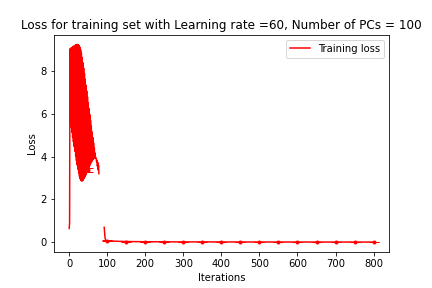 Loss for training set with Learning rate =60, Number of PCs = 100
Training loss
Loss
8
6
4
2
0
0 100 200 300 400 500 600 700 800
Iterations